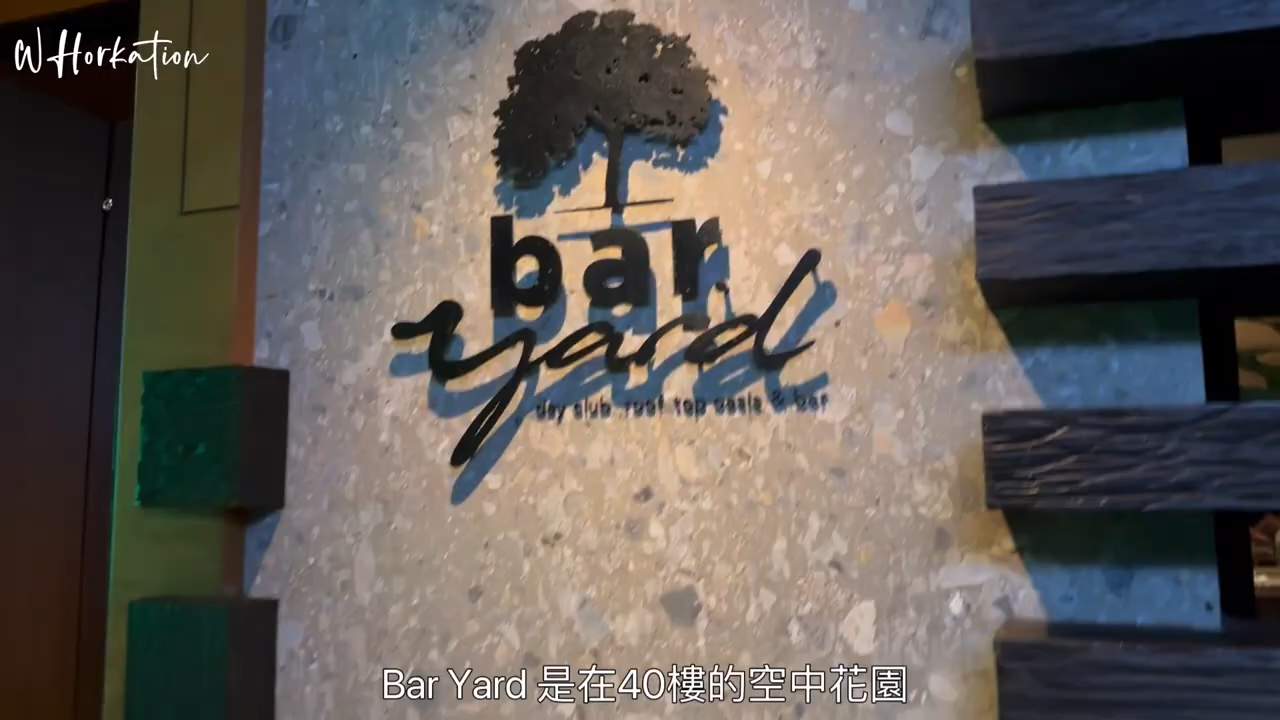 W Horkation
bar
yard
day club roof top oasis & bar
Bar Yard 是在40樓的空中花園